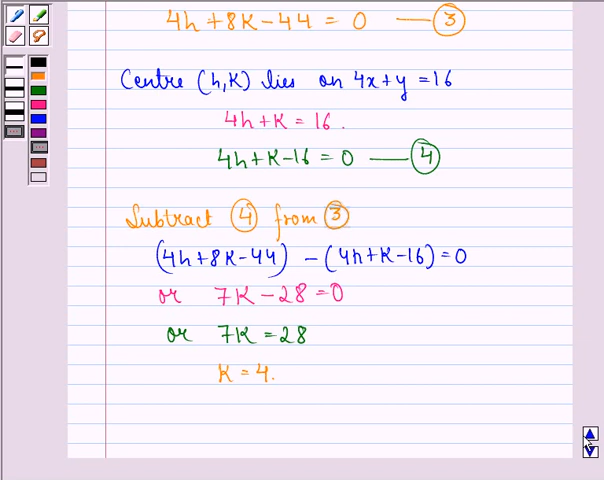 4h + 8k - 44 = 0 — ③
Centre (h, k) lies on 4x + y = 16
4h + k = 16.
4h + k - 16 = 0 — ④
Subtract ④ from ③
(4h + 8k - 44) - (4h + k - 16) = 0
or 7k - 28 = 0
or 7k = 28
k = 4.